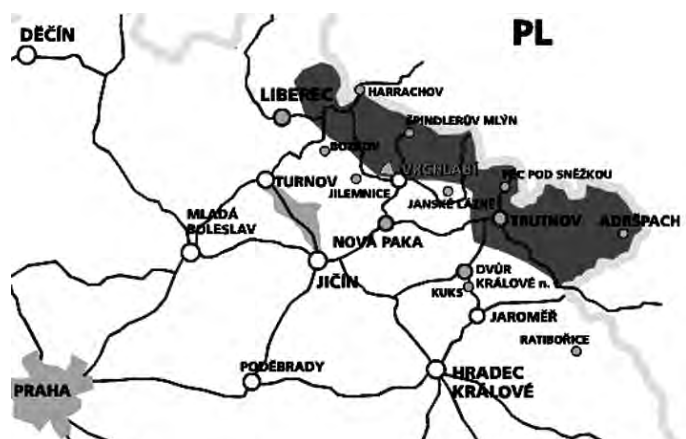 PL
DĚČÍN
HARRACHOV
LIBEREC
ŠPINDLERŮV MLÝN
BOZKOV
VRCHLABÍ
PEC POD SNĚŽKOU
TURNOV
JILEMNICE
JANSKÉ LÁZNĚ
MLADÁ
BOLESLAV
TRUTNOV
ADRŠPACH
NOVÁ PAKA
JIČÍN
DVŮR
KRÁLOVÉ n.
KUKS
JAROMĚŘ
RATIBOŘICE
PODĚBRADY
HRADEC
KRÁLOVÉ
PRAHA